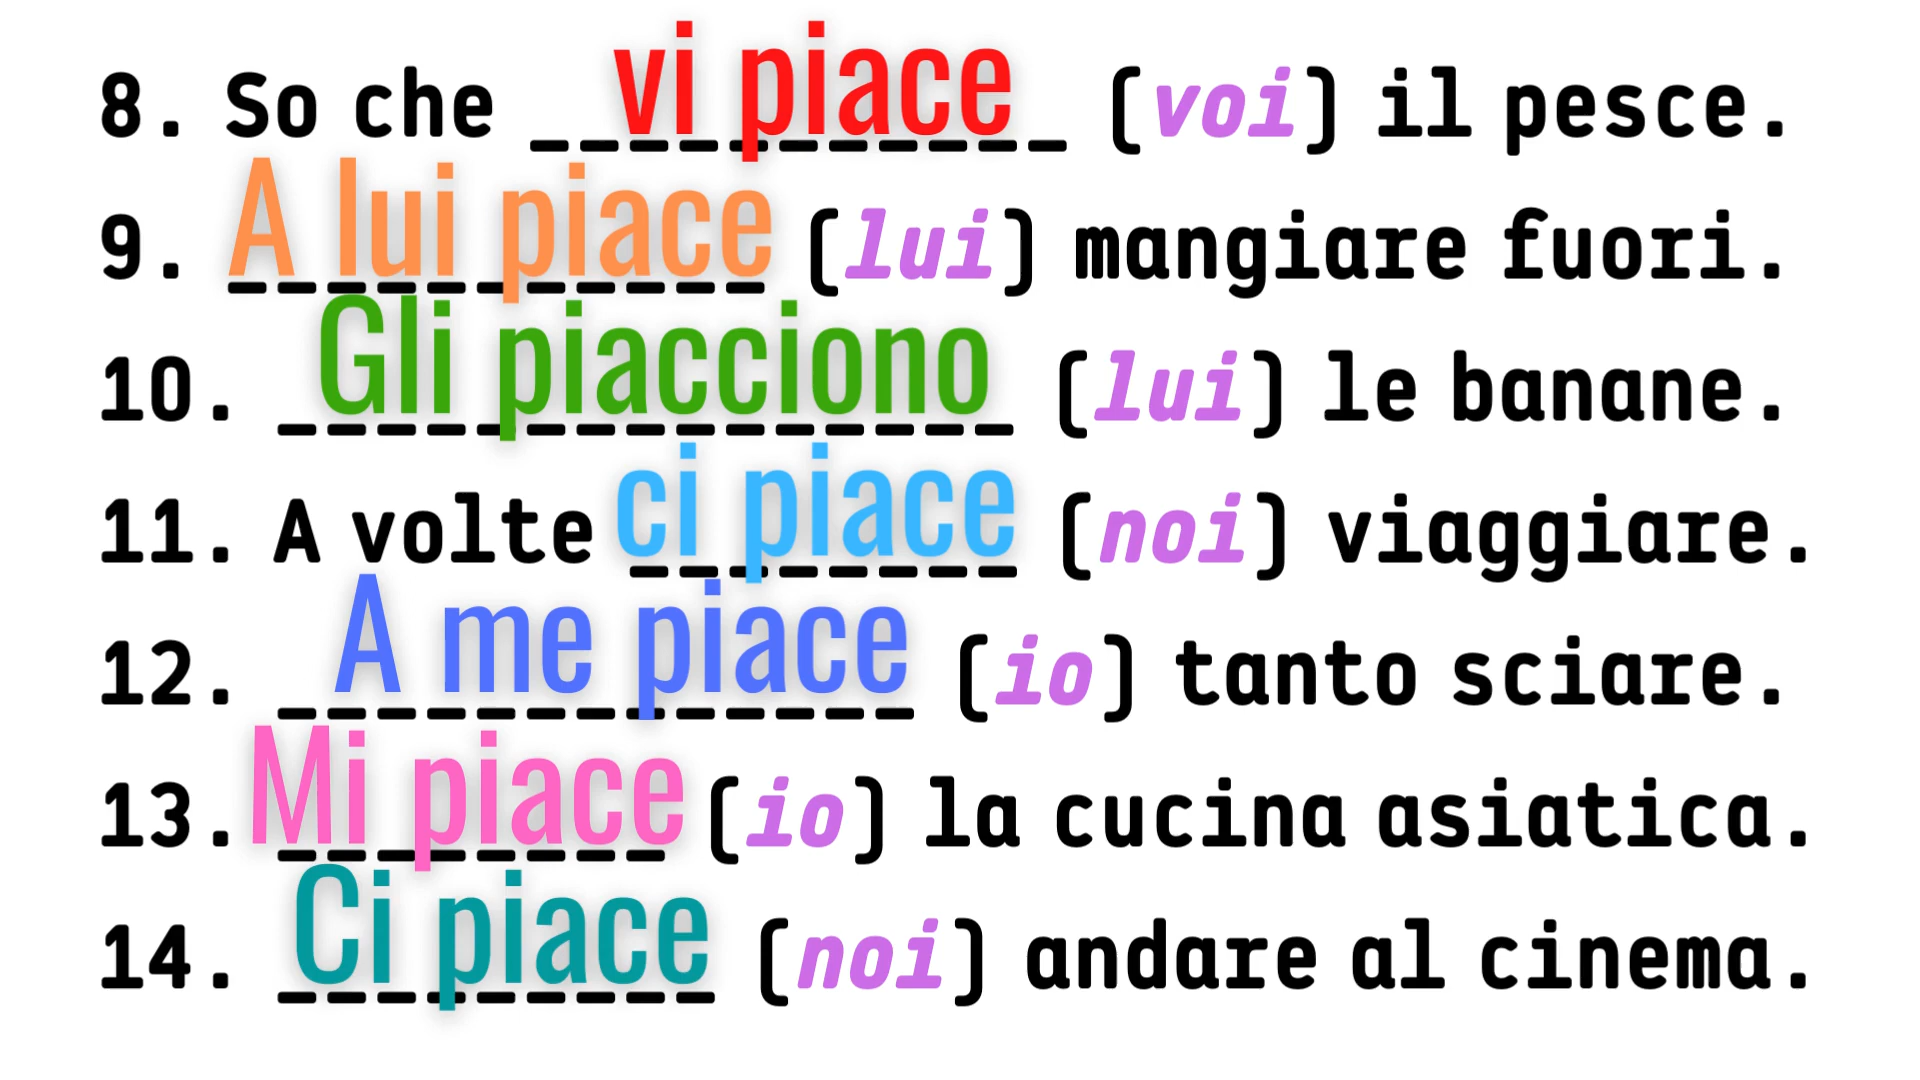 8. So che vi piace (voi) il pesce.
9. A lui piace (lui) mangiare fuori.
10. Gli piacciono (lui) le banane.
11. A volte ci piace (noi) viaggiare.
12. A me piace (io) tanto sciare.
13. Mi piace (io) la cucina asiatica.
14. Ci piace (noi) andare al cinema.